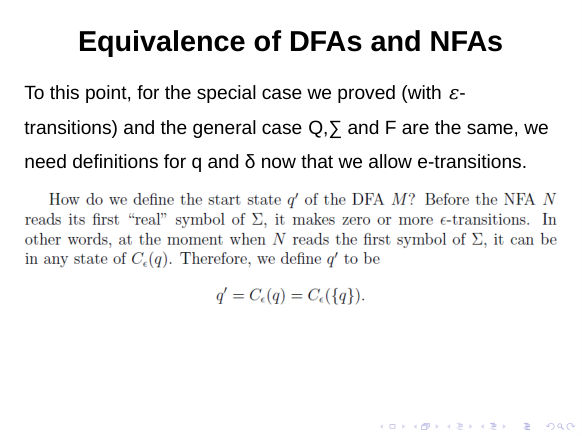 Equivalence of DFAs and NFAs
To this point, for the special case we proved (with ε-
transitions) and the general case Q,∑ and F are the same, we
need definitions for q and δ now that we allow e-transitions.
How do we define the start state q′ of the DFA M? Before the NFA N
reads its first “real” symbol of Σ, it makes zero or more ϵ-transitions. In
other words, at the moment when N reads the first symbol of Σ, it can be
in any state of Cϵ(q). Therefore, we define q′ to be
q′ = Cϵ(q) = Cϵ({q}).